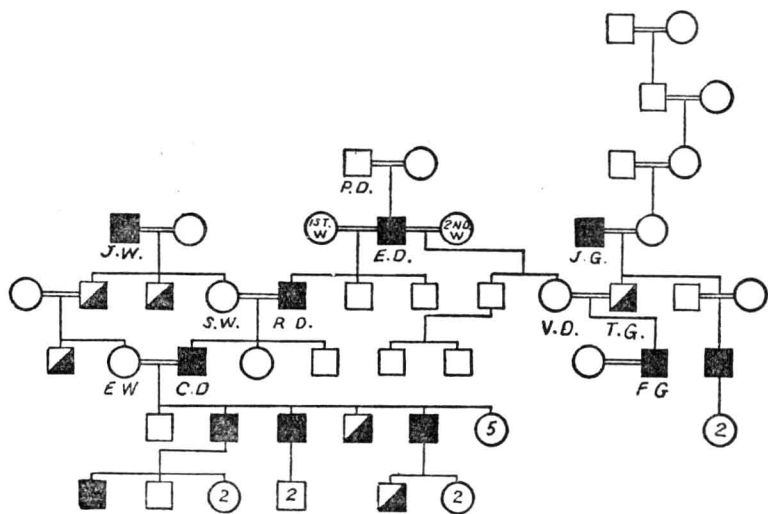 P.D.
1ST. W
2ND. W
J.W.
E.D.
J.G.
S.W.
R D.
V.D.
T.G.
E W
C.D
F G
5
2
2
2
2